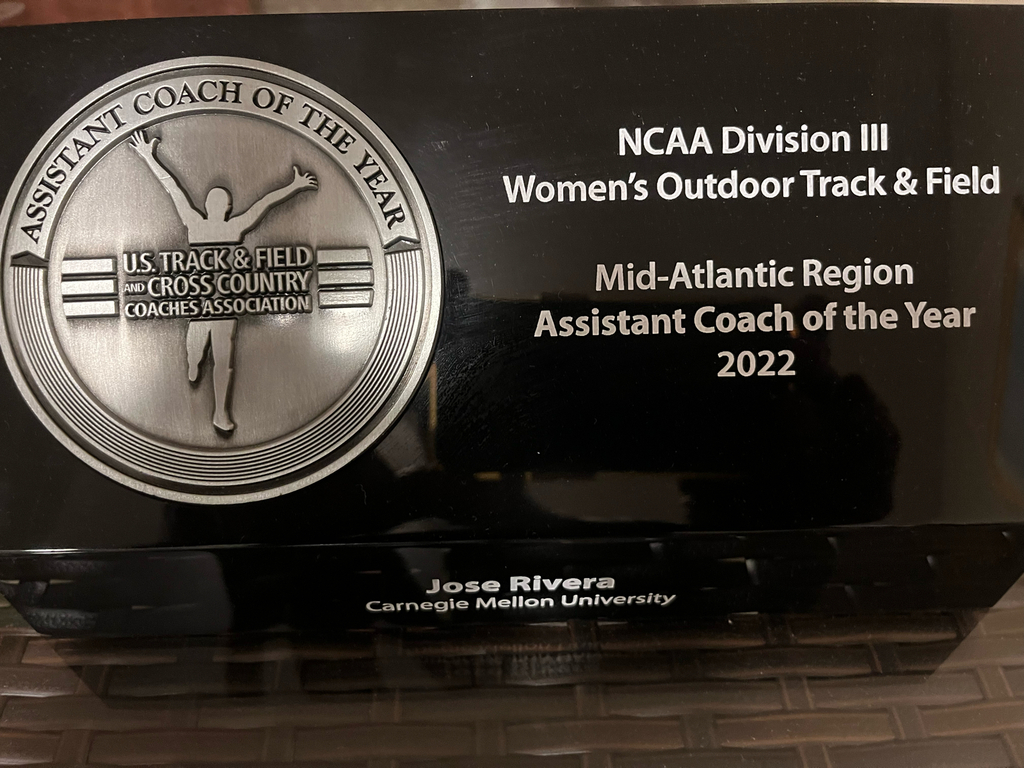 ASSISTANT COACH OF THE YEAR
U.S. TRACK & FIELD
AND CROSS COUNTRY
COACHES ASSOCIATION
NCAA Division III
Women's Outdoor Track & Field
Mid-Atlantic Region
Assistant Coach of the Year
2022
Jose Rivera
Carnegie Mellon University